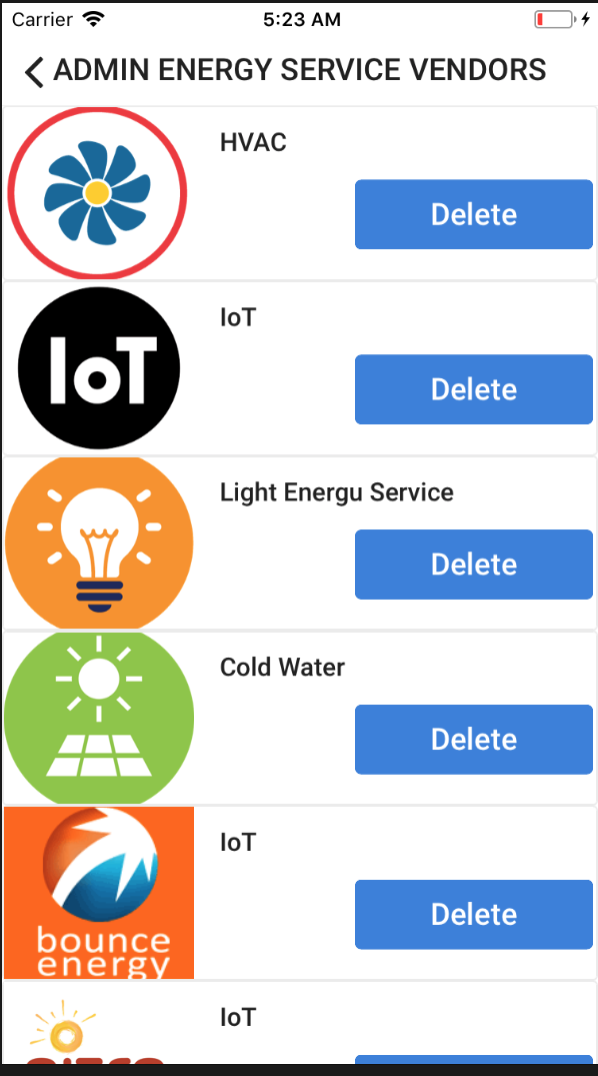 Carrier 5:23 AM
ADMIN ENERGY SERVICE VENDORS
HVAC
Delete
IoT
IoT
Delete
Light Energu Service
Delete
Cold Water
Delete
bounce
energy
IoT
Delete
IoT